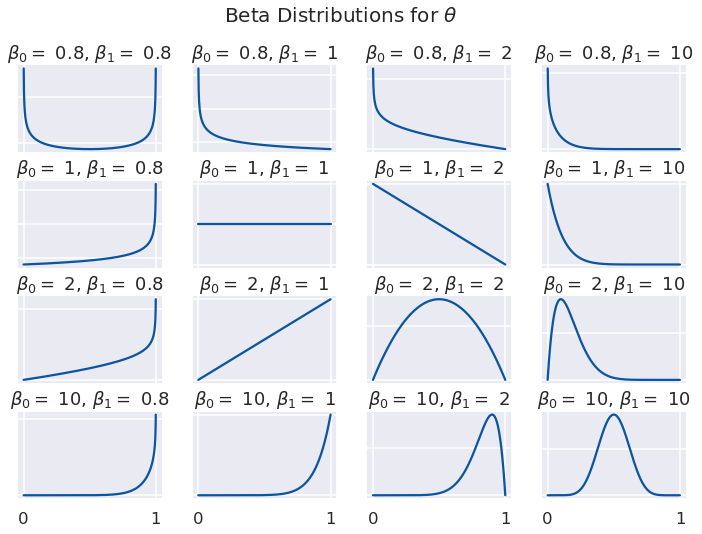 Beta Distributions for θ
β₀ = 0.8, β₁ = 0.8
β₀ = 0.8, β₁ = 1
β₀ = 0.8, β₁ = 2
β₀ = 0.8, β₁ = 10
β₀ = 1, β₁ = 0.8
β₀ = 1, β₁ = 1
β₀ = 1, β₁ = 2
β₀ = 1, β₁ = 10
β₀ = 2, β₁ = 0.8
β₀ = 2, β₁ = 1
β₀ = 2, β₁ = 2
β₀ = 2, β₁ = 10
β₀ = 10, β₁ = 0.8
β₀ = 10, β₁ = 1
β₀ = 10, β₁ = 2
β₀ = 10, β₁ = 10
0 1 0 1 0 1 0 1